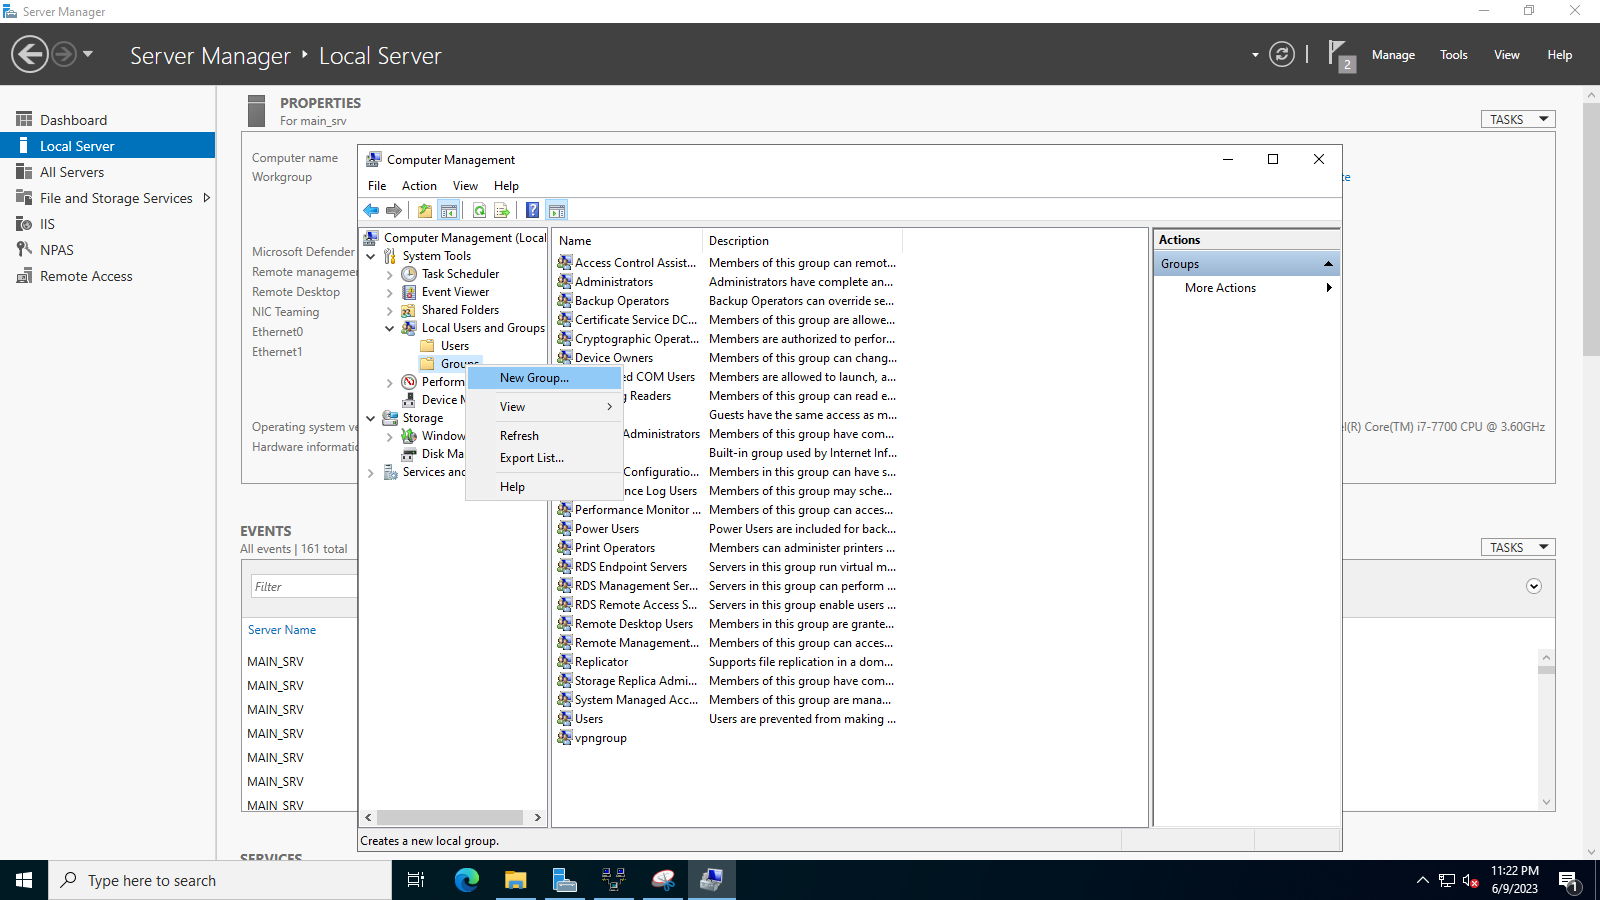 Server Manager
Server Manager ‣ Local Server
2
Manage
Tools
View
Help
Dashboard
Local Server
All Servers
File and Storage Services
IIS
NPAS
Remote Access
PROPERTIES
For main_srv
TASKS
Computer name
Workgroup
Microsoft Defender
Remote manageme
Remote Desktop
NIC Teaming
Ethernet0
Ethernet1
Operating system ve
Hardware informatic
te
l(R) Core(TM) i7-7700 CPU @ 3.60GHz
EVENTS
All events | 161 total
TASKS
Filter
Server Name
MAIN_SRV
MAIN_SRV
MAIN_SRV
MAIN_SRV
MAIN_SRV
MAIN_SRV
MAIN_SRV
SERVICES
Computer Management
File Action View Help
Computer Management (Local
System Tools
Task Scheduler
Event Viewer
Shared Folders
Local Users and Groups
Users
Groups
Perform
Device M
Storage
Window
Disk Ma
Services and
New Group...
View
Refresh
Export List...
Help
Name Description
Access Control Assist... Members of this group can remot...
Administrators Administrators have complete an...
Backup Operators Backup Operators can override se...
Certificate Service DC... Members of this group are allowe...
Cryptographic Operat... Members are authorized to perfor...
Device Owners Members of this group can chang...
d COM Users Members are allowed to launch, a...
g Readers Members of this group can read e...
Guests have the same access as m...
Administrators Members of this group have com...
Built-in group used by Internet Inf...
Configuratio... Members in this group can have s...
nce Log Users Members of this group may sche...
Performance Monitor ... Members of this group can acces...
Power Users Power Users are included for back...
Print Operators Members can administer printers ...
RDS Endpoint Servers Servers in this group run virtual m...
RDS Management Ser... Servers in this group can perform ...
RDS Remote Access S... Servers in this group enable users ...
Remote Desktop Users Members in this group are grante...
Remote Management... Members of this group can acces...
Replicator Supports file replication in a dom...
Storage Replica Admi... Members of this group have com...
System Managed Acc... Members of this group are mana...
Users Users are prevented from making ...
vpngroup
Actions
Groups
More Actions
Creates a new local group.
Type here to search
11:22 PM
6/9/2023
1